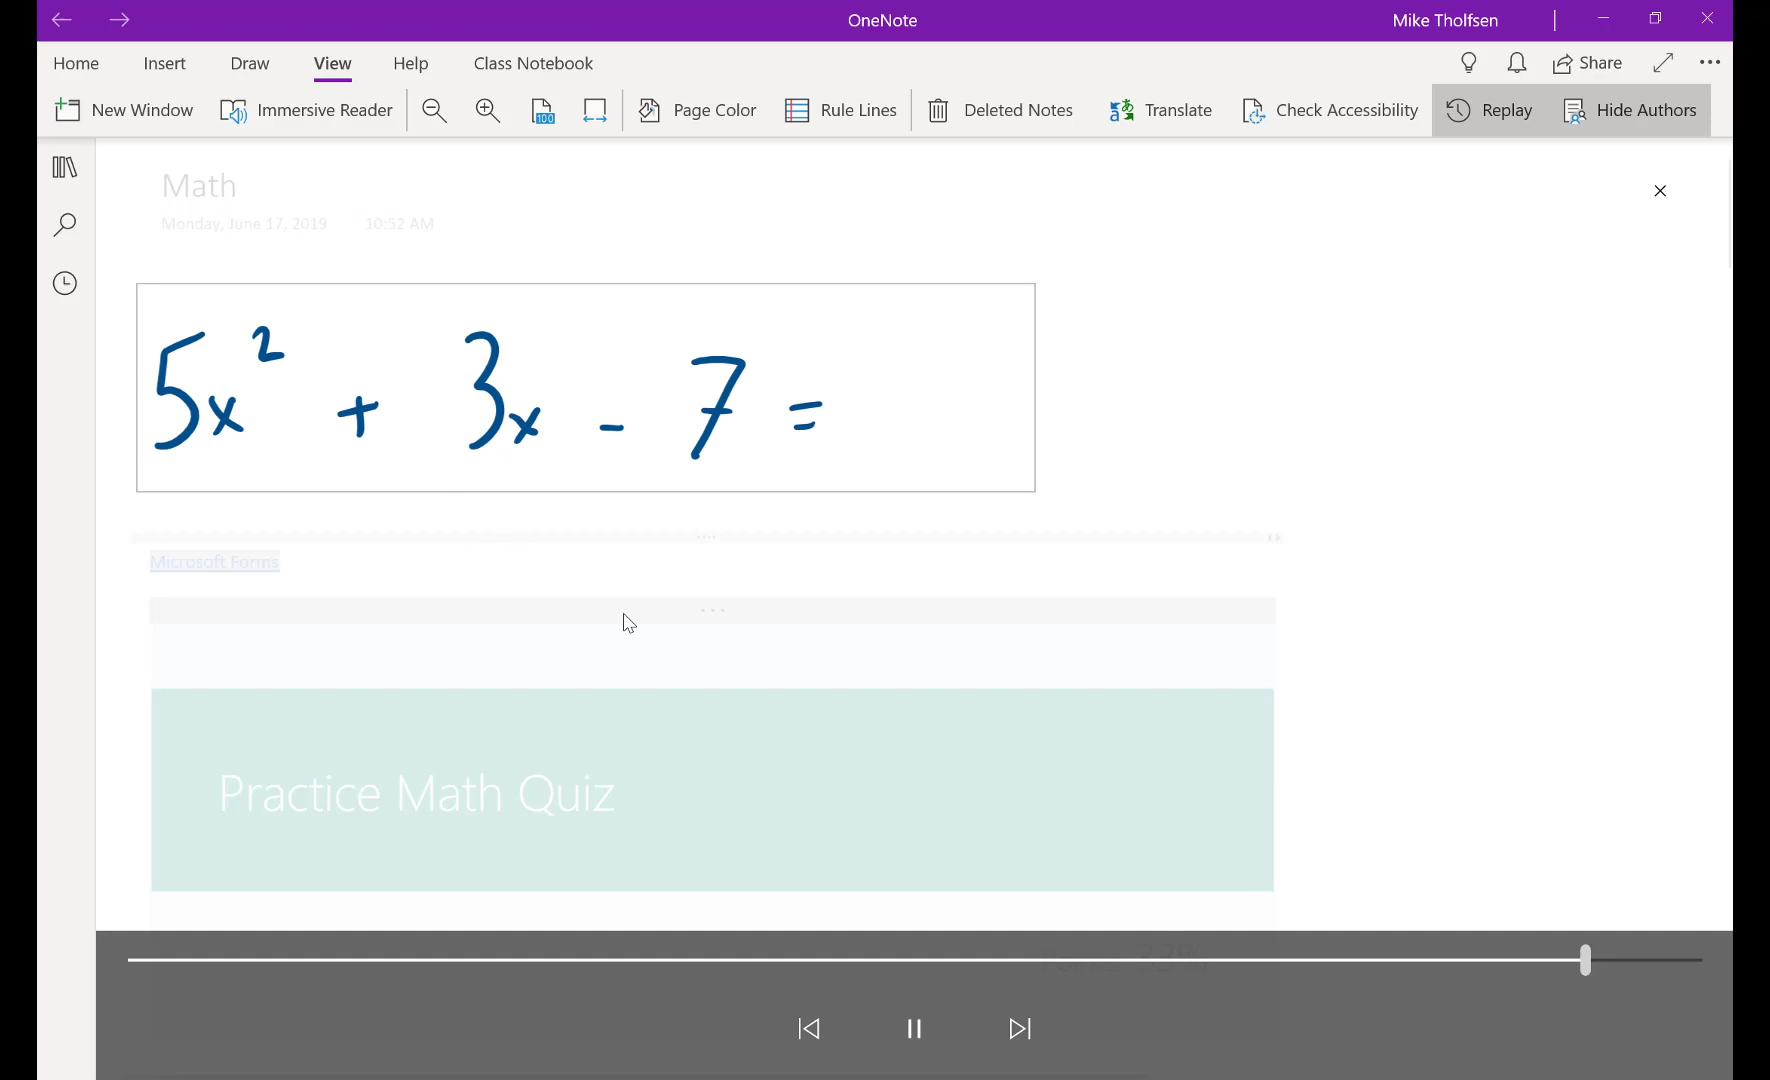 OneNote
Mike Tholfsen
Home Insert Draw View Help Class Notebook
Share
New Window Immersive Reader 100 Page Color Rule Lines Deleted Notes Translate Check Accessibility Replay Hide Authors
Math
Monday, June 17, 2019 10:52 AM
5x² + 3x - 7 =
Microsoft Forms
Practice Math Quiz